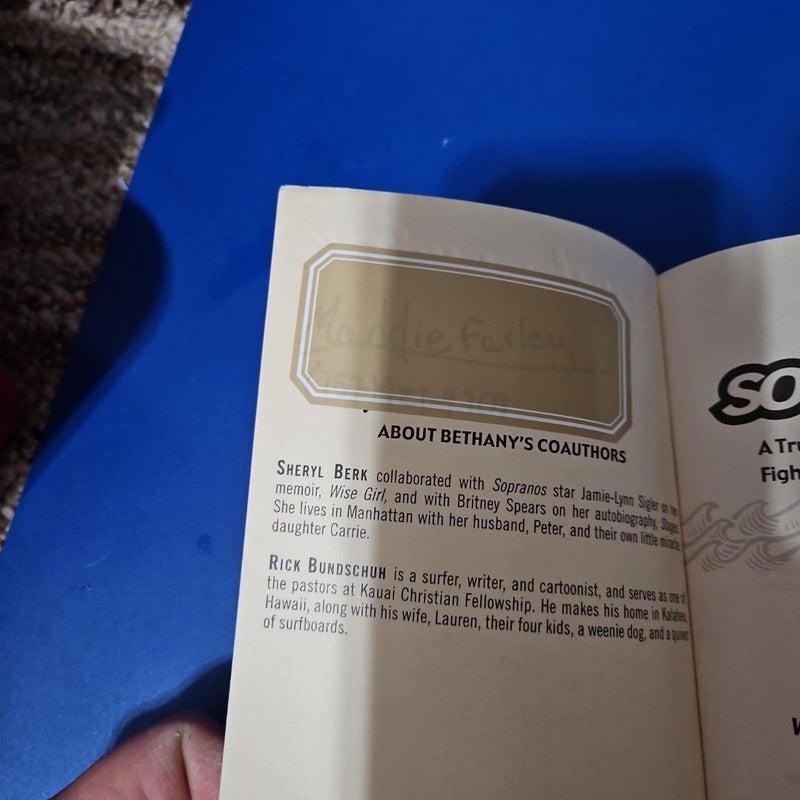 Maddie Farley
ABOUT BETHANY'S COAUTHORS
SHERYL BERK collaborated with Sopranos star Jamie-Lynn Sigler on her
memoir, Wise Girl, and with Britney Spears on her autobiography, Stages.
She lives in Manhattan with her husband, Peter, and their own little miracle,
daughter Carrie.
RICK BUNDSCHUH is a surfer, writer, and cartoonist, and serves as one of
the pastors at Kauai Christian Fellowship. He makes his home in Kalaheo,
Hawaii, along with his wife, Lauren, their four kids, a weenie dog, and a quiver
of surfboards.
SO
A Tru
Figh
W